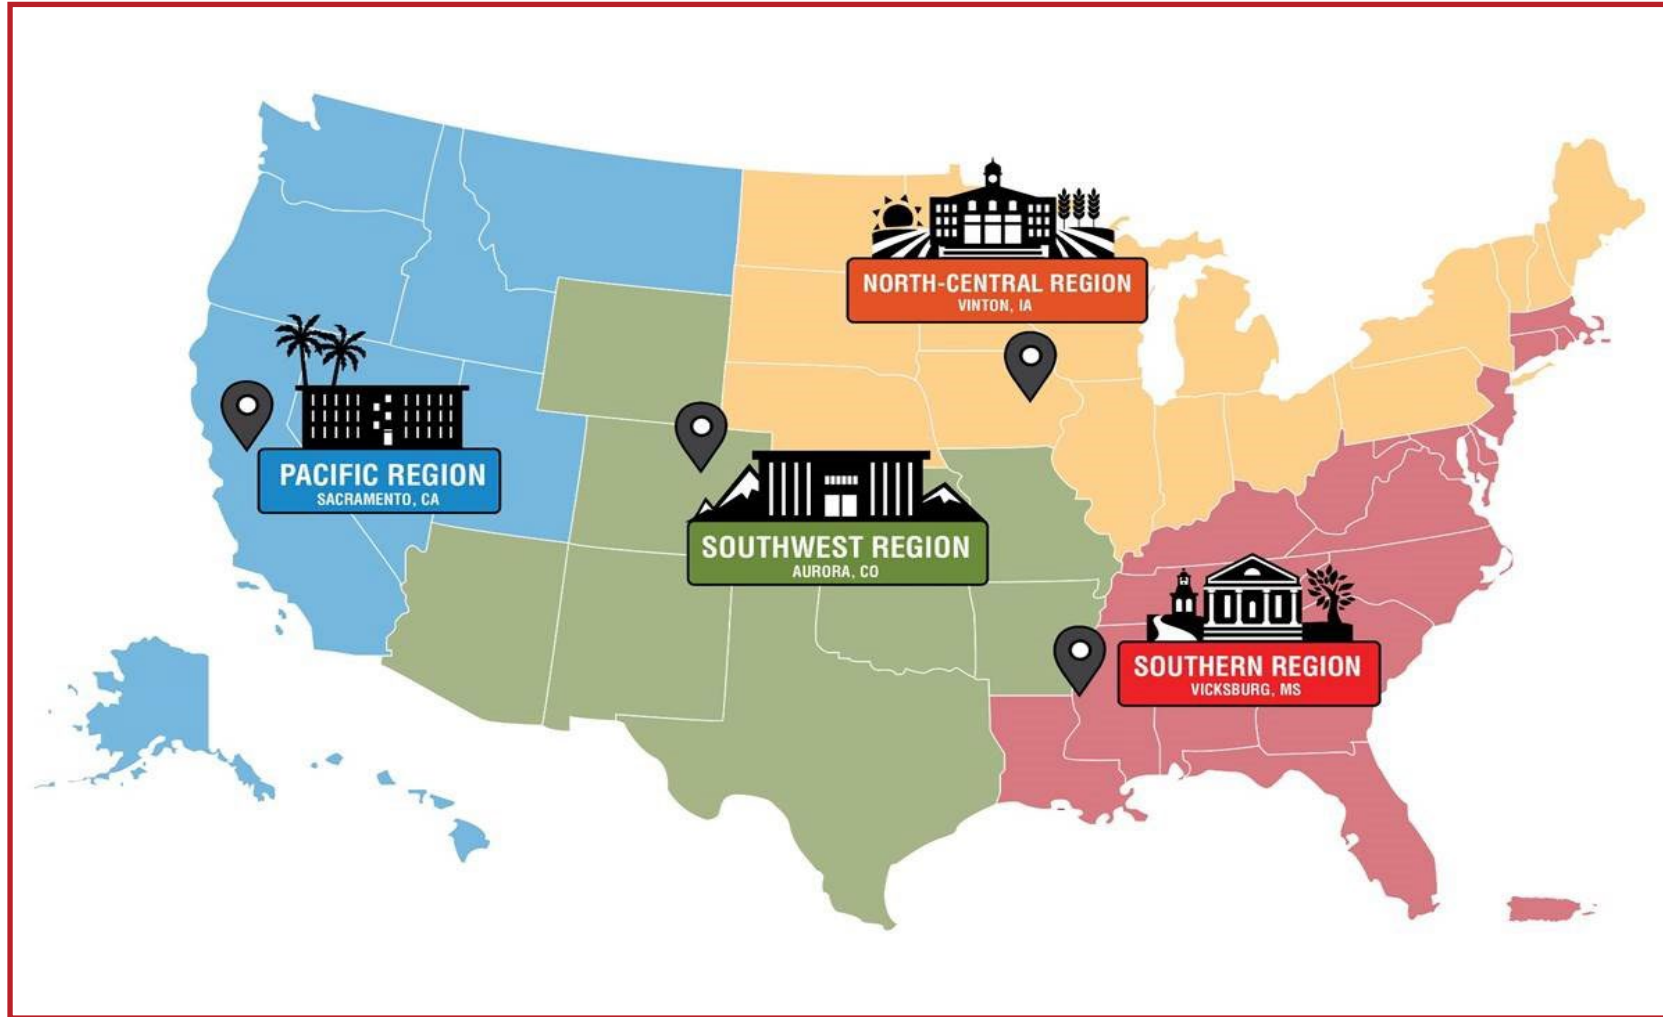 NORTH-CENTRAL REGION
VINTON, IA
PACIFIC REGION
SACRAMENTO, CA
SOUTHWEST REGION
AURORA, CO
SOUTHERN REGION
VICKSBURG, MS